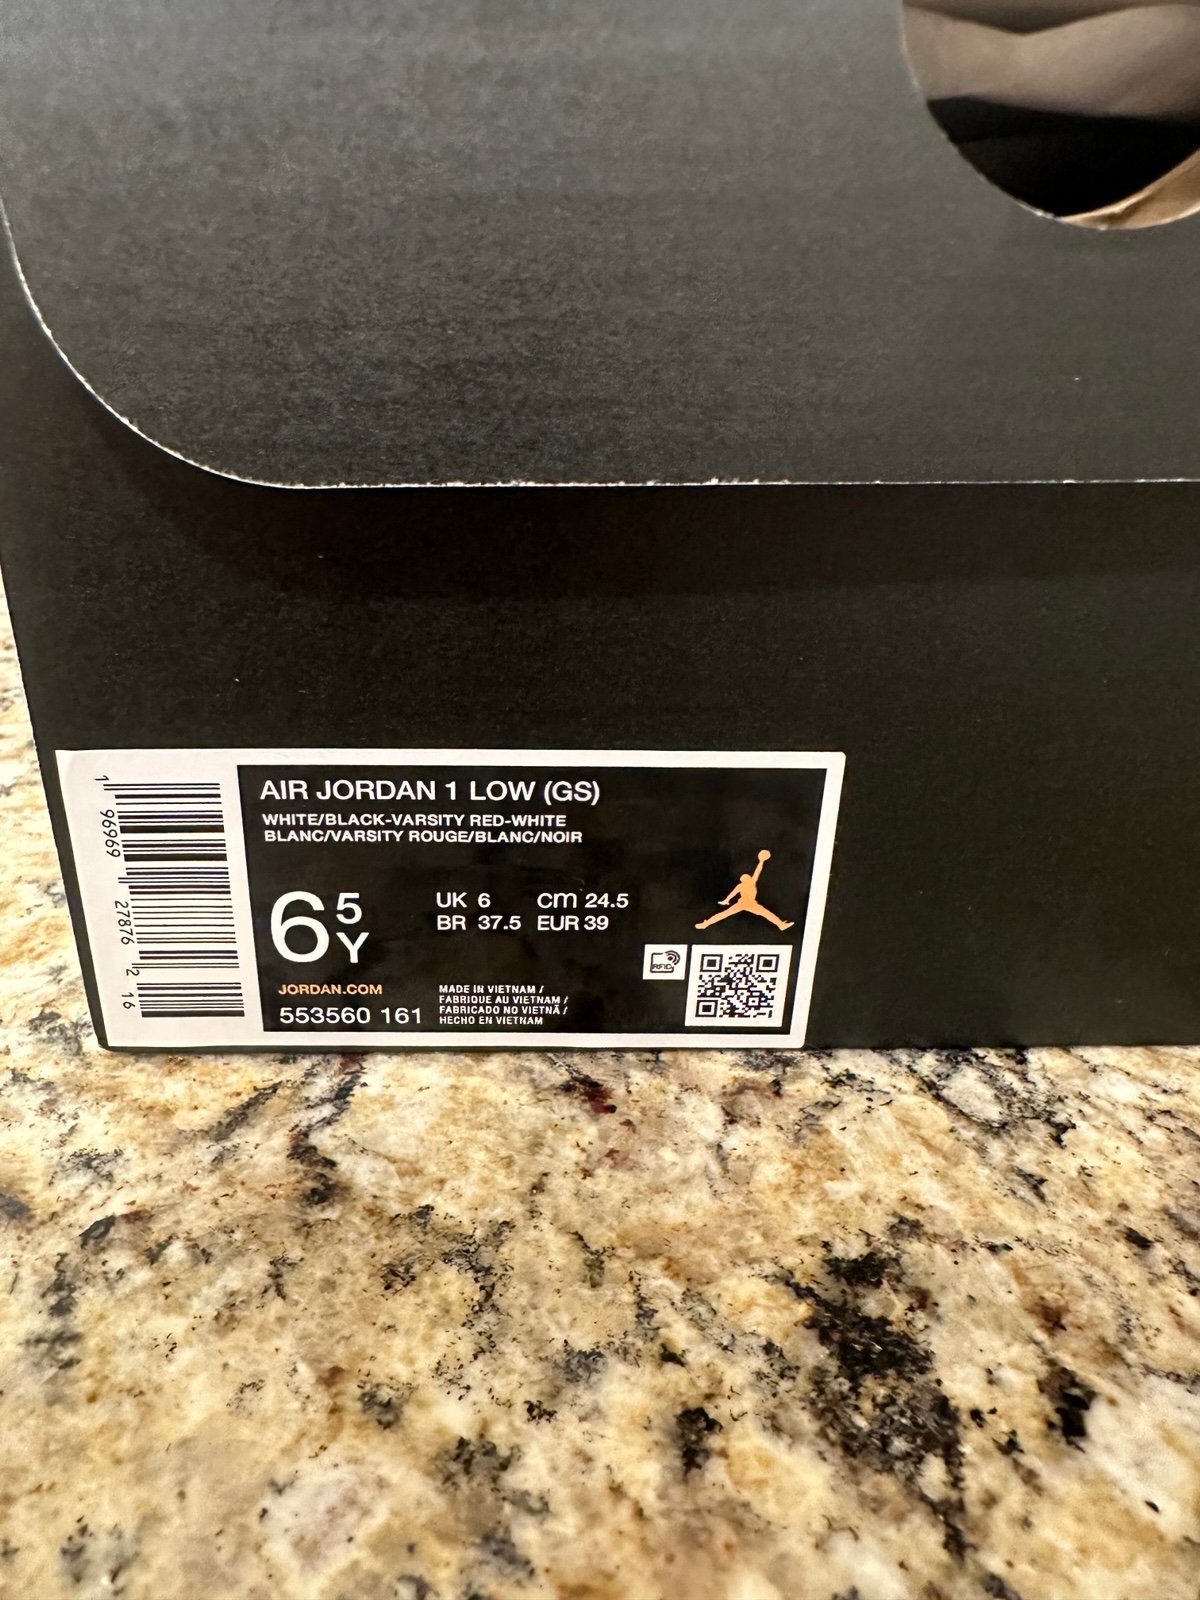 AIR JORDAN 1 LOW (GS)
WHITE/BLACK-VARSITY RED-WHITE
BLANC/VARSITY ROUGE/BLANC/NOIR
6 5 Y
UK 6 cm 24.5
BR 37.5 EUR 39
JORDAN.COM
553560 161
MADE IN VIETNAM /
FABRIQUE AU VIETNAM /
FABRICADO NO VIETNÃ /
HECHO EN VIETNAM
RFID
1 96969 27876 2 16